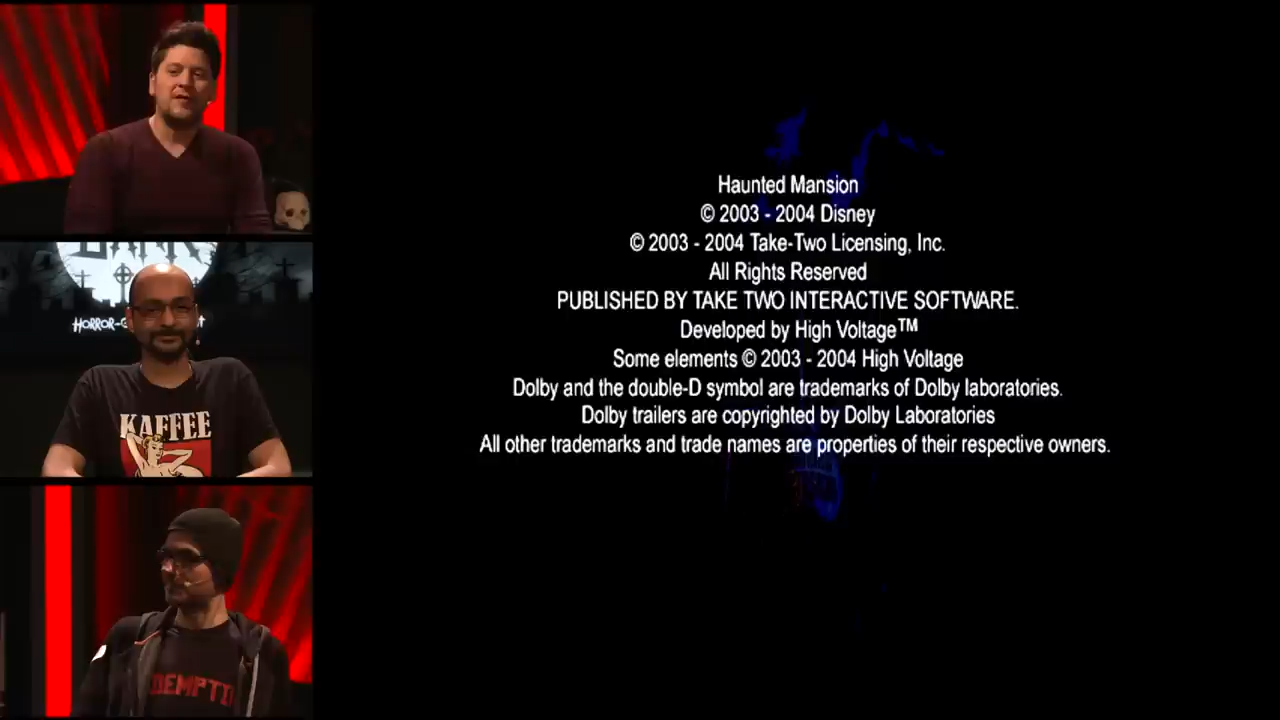 Haunted Mansion
© 2003 - 2004 Disney
© 2003 - 2004 Take-Two Licensing, Inc.
All Rights Reserved
PUBLISHED BY TAKE TWO INTERACTIVE SOFTWARE.
Developed by High Voltage™
Some elements © 2003 - 2004 High Voltage
Dolby and the double-D symbol are trademarks of Dolby laboratories.
Dolby trailers are copyrighted by Dolby Laboratories
All other trademarks and trade names are properties of their respective owners.
KAFFEE